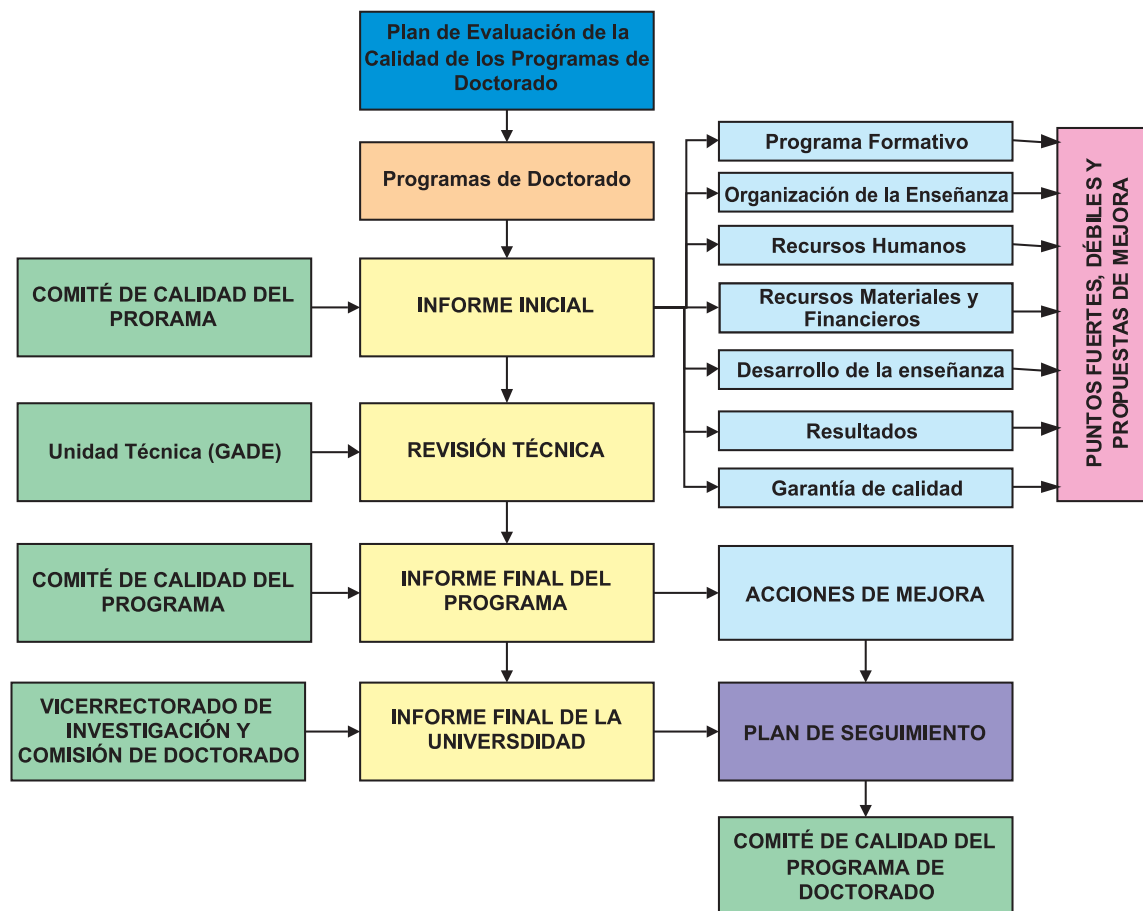 Plan de Evaluación de la
Calidad de los Programas de
Doctorado
Programas de Doctorado
Programa Formativo
Organización de la Enseñanza
Recursos Humanos
Recursos Materiales y
Financieros
Desarrollo de la enseñanza
Resultados
Garantía de calidad
PUNTOS FUERTES, DÉBILES Y
PROPUESTAS DE MEJORA
COMITÉ DE CALIDAD DEL
PRORAMA
INFORME INICIAL
Unidad Técnica (GADE)
REVISIÓN TÉCNICA
COMITÉ DE CALIDAD DEL
PROGRAMA
INFORME FINAL DEL
PROGRAMA
ACCIONES DE MEJORA
VICERRECTORADO DE
INVESTIGACIÓN Y
COMISIÓN DE DOCTORADO
INFORME FINAL DE LA
UNIVERSDIDAD
PLAN DE SEGUIMIENTO
COMITÉ DE CALIDAD DEL
PROGRAMA DE
DOCTORADO